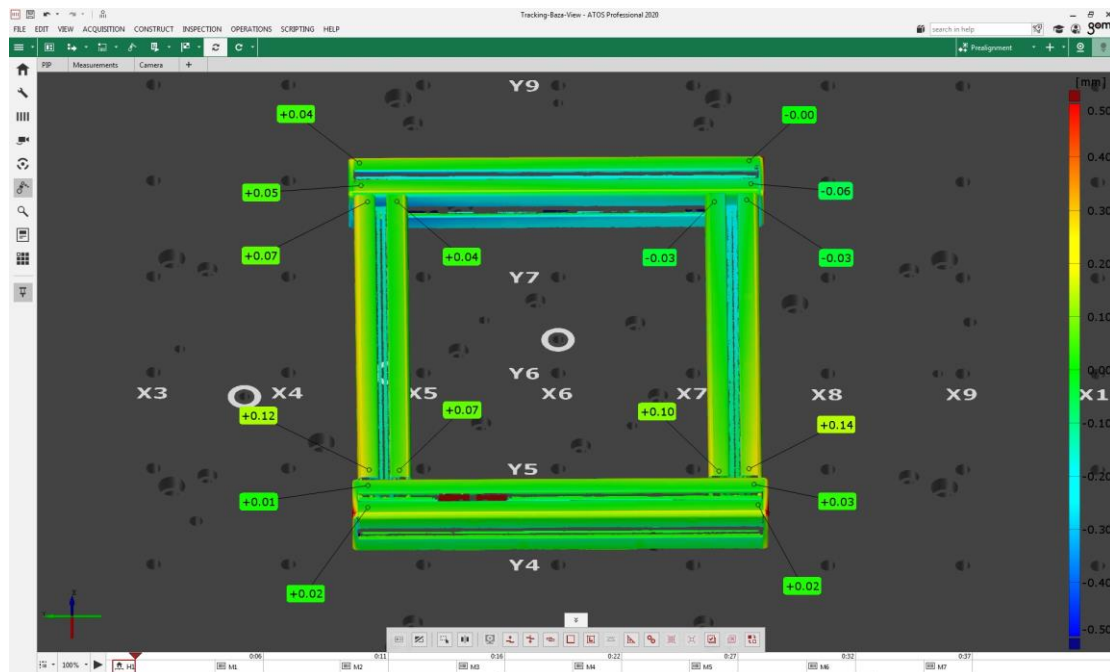 Tracking-Baza-View - ATOS Professional 2020
FILE EDIT VIEW ACQUISITION CONSTRUCT INSPECTION OPERATIONS SCRIPTING HELP
search in help
gom
Prealignment
PIP Measurements Camera +
[mm]
Y9
0.50
+0.04 -0.00
0.40
+0.05 -0.06
0.30
+0.07 +0.04 -0.03 -0.03
0.20
Y7
0.10
Y6
0.00
X3 X4 X5 X6 X7 X8 X9 X1
+0.12 +0.07 +0.10 +0.14
-0.10
Y5
-0.20
+0.01 +0.03
-0.30
Y4
+0.02 +0.02
-0.40
-0.50
0:06 0:11 0:16 0:22 0:27 0:32 0:37
100% H1 M1 M2 M3 M4 M5 M6 M7